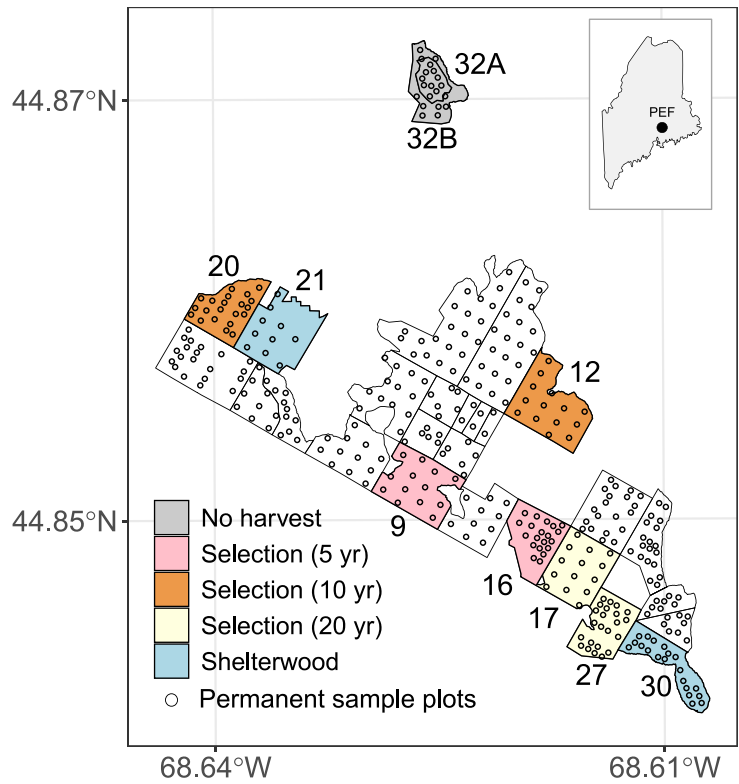 32A
44.87°N
PEF
32B
20
21
12
9
44.85°N
No harvest
Selection (5 yr)
16
Selection (10 yr)
17
Selection (20 yr)
Shelterwood
27
30
Permanent sample plots
68.64°W
68.61°W